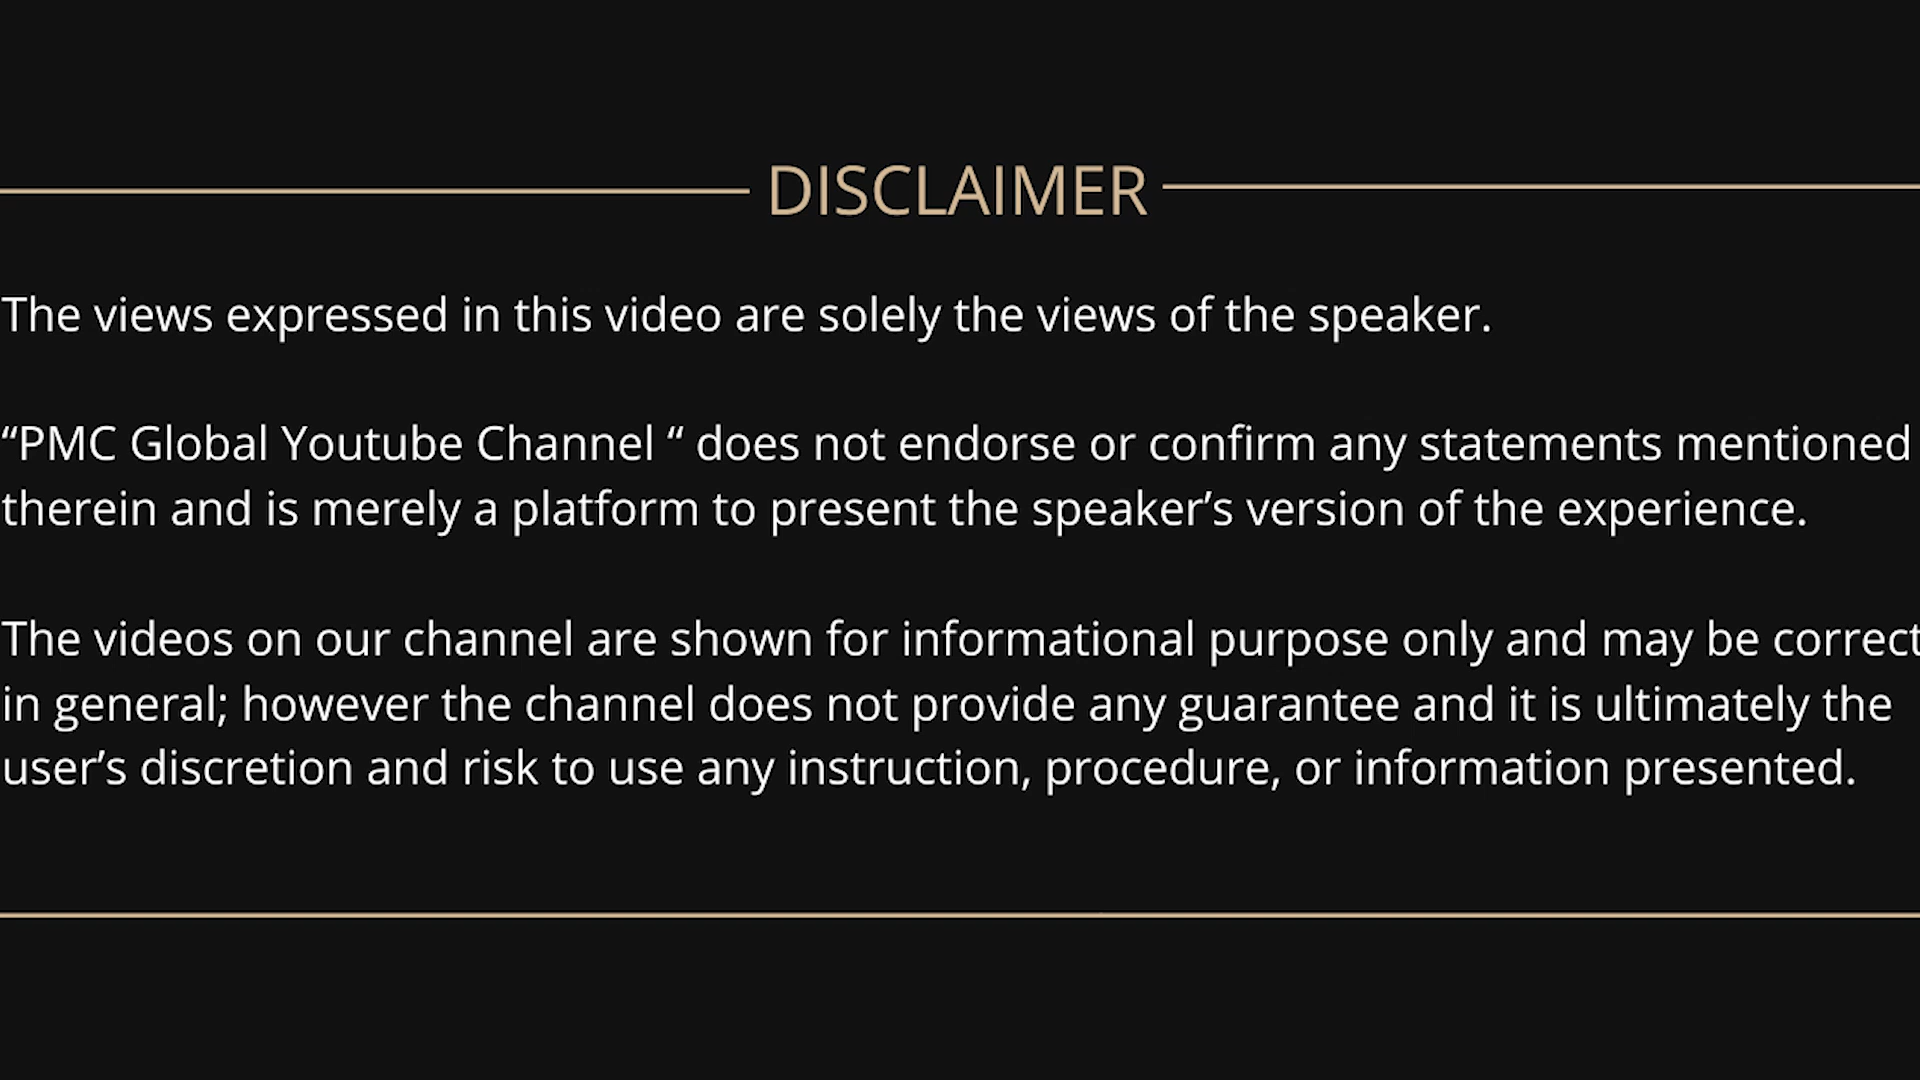 DISCLAIMER
The views expressed in this video are solely the views of the speaker.
“PMC Global Youtube Channel “ does not endorse or confirm any statements mentioned
therein and is merely a platform to present the speaker’s version of the experience.
The videos on our channel are shown for informational purpose only and may be correct
in general; however the channel does not provide any guarantee and it is ultimately the
user’s discretion and risk to use any instruction, procedure, or information presented.